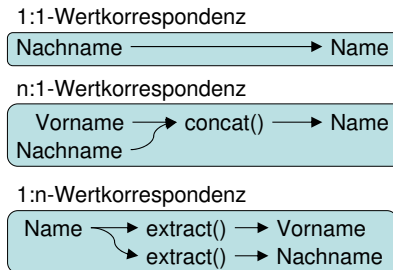 1:1-Wertkorrespondenz
Nachname Name
n:1-Wertkorrespondenz
Vorname concat() Name
Nachname
1:n-Wertkorrespondenz
Name extract() Vorname
extract() Nachname